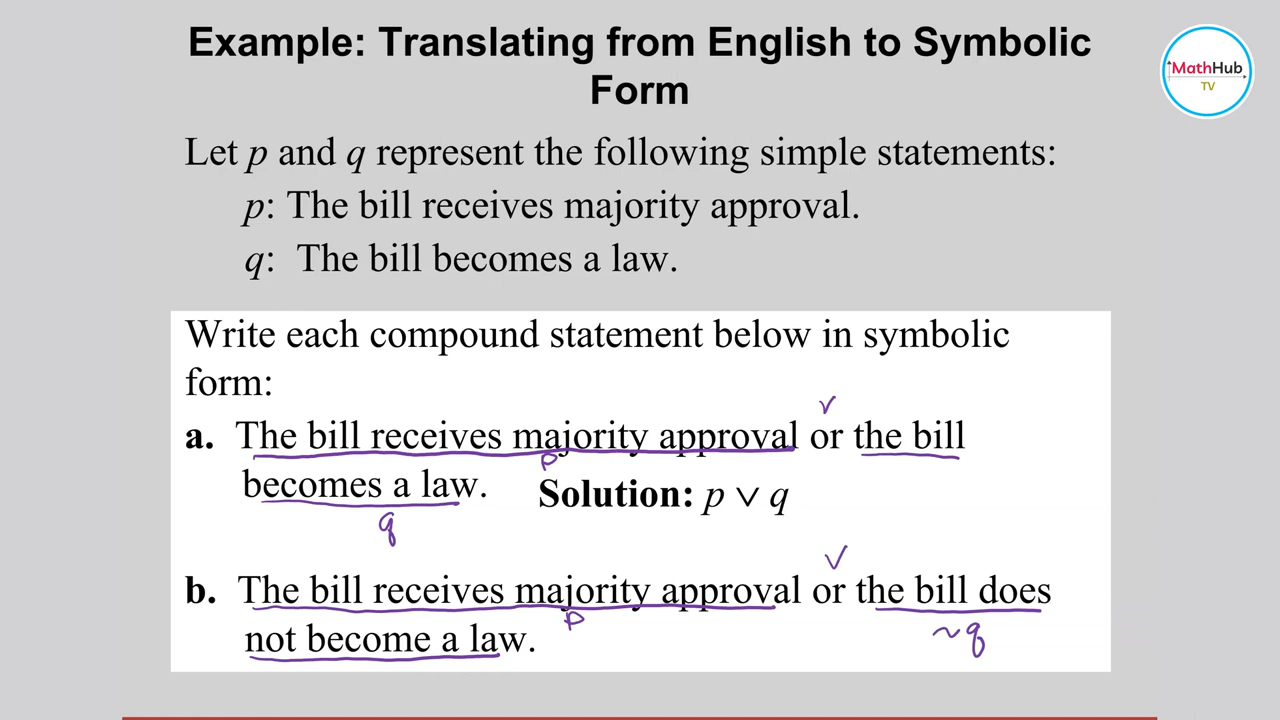 Example: Translating from English to Symbolic
Form
MathHub
TV
Let p and q represent the following simple statements:
p: The bill receives majority approval.
q: The bill becomes a law.
Write each compound statement below in symbolic
form:
∨
a. The bill receives majority approval or the bill
p
becomes a law.
Solution: p ∨ q
q
∨
b. The bill receives majority approval or the bill does
p
not become a law.
~q